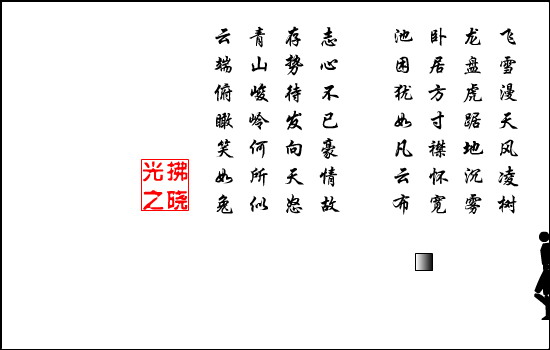 飞雪漫天风凌树
龙盘虎踞地沉雾
卧居方寸襟怀宽
池困犹如凡云布
志心不已豪情故
存势待发向天怒
青山峻岭何所似
云端俯瞰笑如兔
拂晓之光